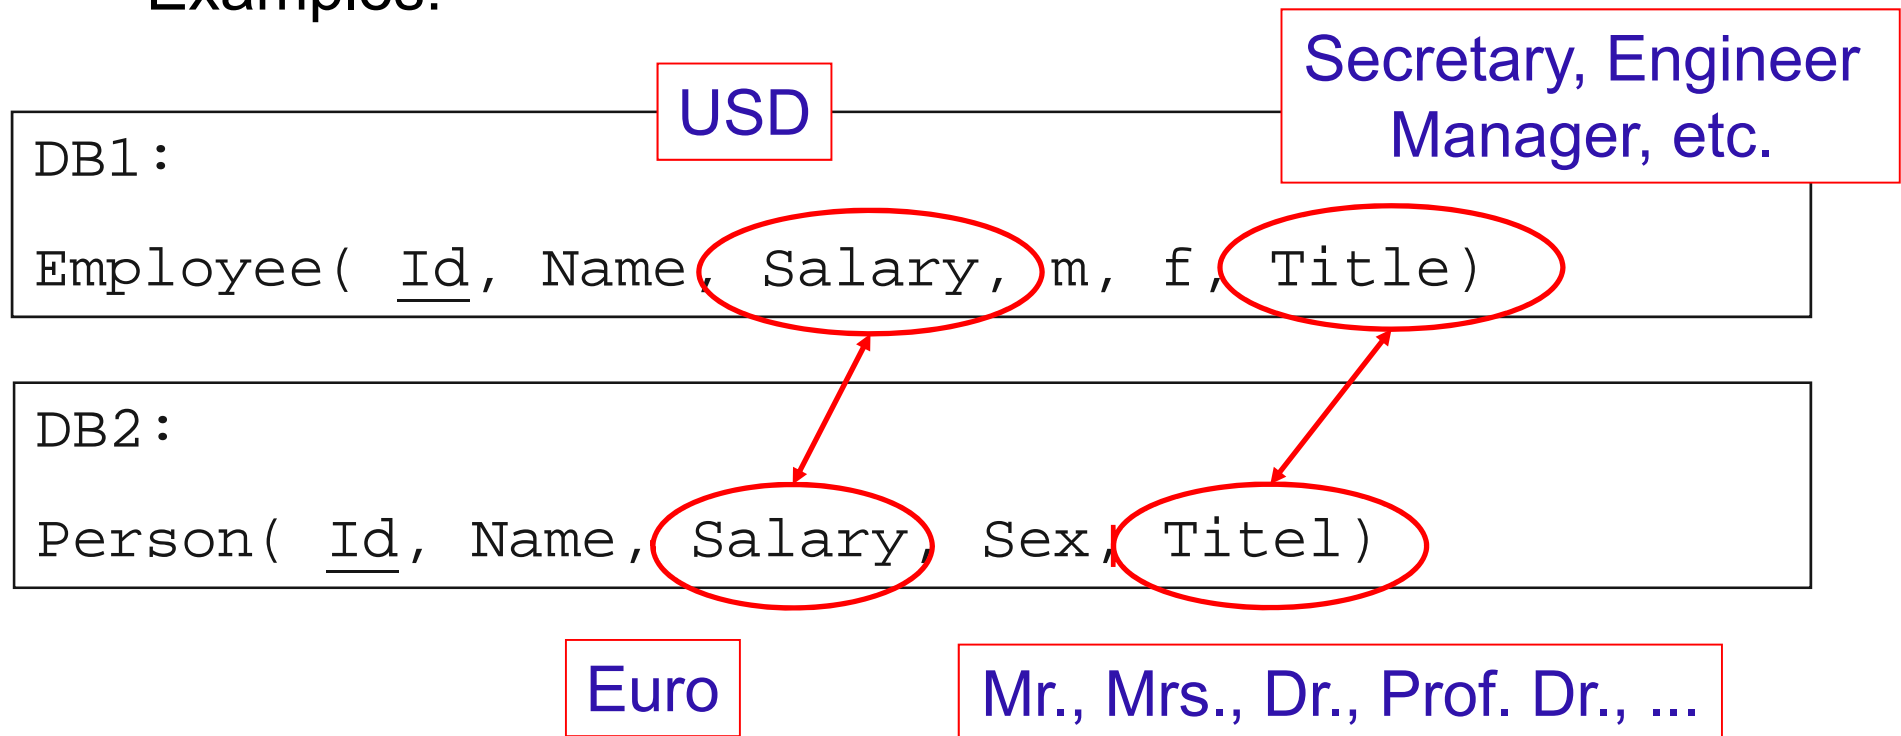 Examples:
USD
Secretary, Engineer
Manager, etc.
DB1:
Employee( Id, Name, Salary, m, f, Title)
DB2:
Person( Id, Name, Salary, Sex, Titel)
Euro
Mr., Mrs., Dr., Prof. Dr., ...